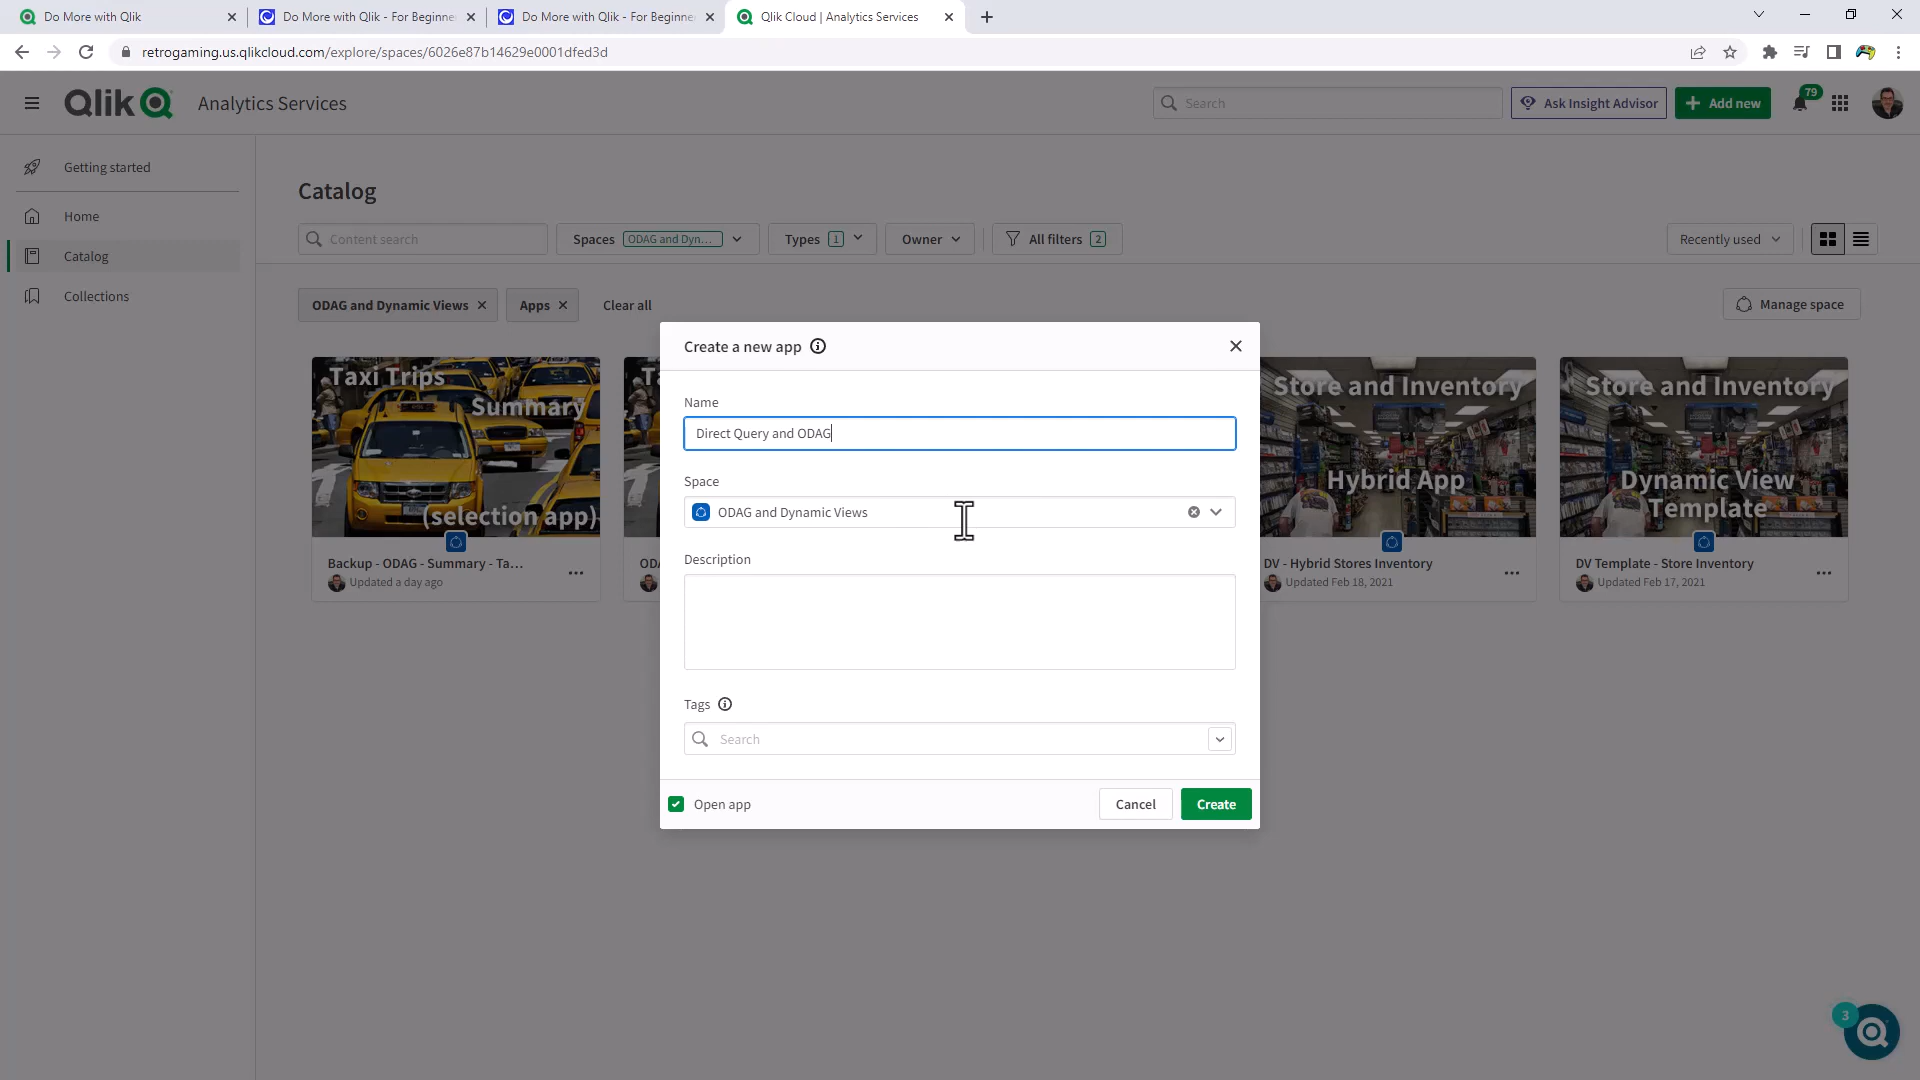 Do More with Qlik
Do More with Qlik - For Beginne
Do More with Qlik - For Beginne
Qlik Cloud | Analytics Services
retrogaming.us.qlikcloud.com/explore/spaces/6026e87b14629e0001dfed3d
Qlik
Analytics Services
Search
Ask Insight Advisor
Add new
79
Getting started
Home
Catalog
Collections
Catalog
Content search
Spaces ODAG and Dyn...
Types 1
Owner
All filters 2
Recently used
ODAG and Dynamic Views
Apps
Clear all
Manage space
Taxi Trips
Summary
(selection app)
Backup - ODAG - Summary - Ta...
Updated a day ago
Create a new app
Name
Direct Query and ODAG
Space
ODAG and Dynamic Views
Description
Tags
Search
Open app
Cancel
Create
Store and Inventory
Hybrid App
DV - Hybrid Stores Inventory
Updated Feb 18, 2021
Store and Inventory
Dynamic View
Template
DV Template - Store Inventory
Updated Feb 17, 2021
3